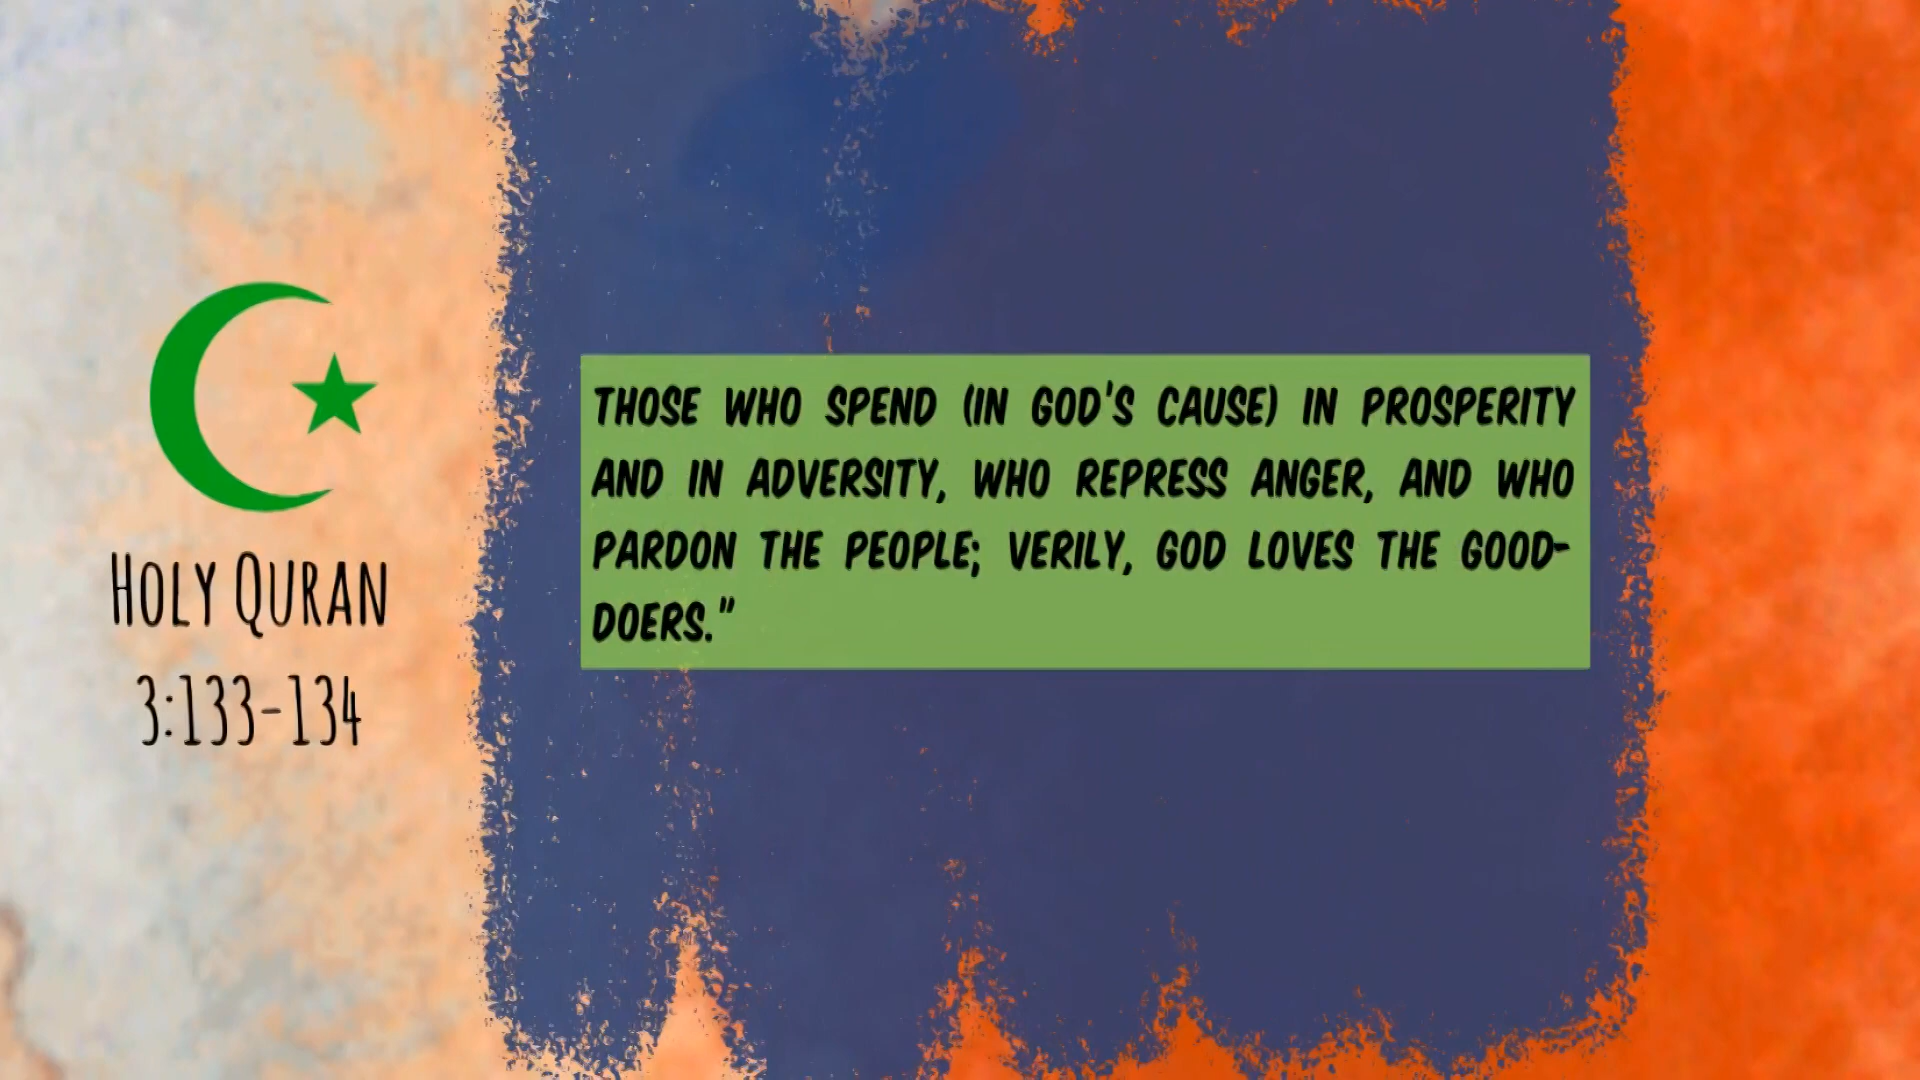 Holy Quran
3:133-134
THOSE WHO SPEND (IN GOD'S CAUSE) IN PROSPERITY
AND IN ADVERSITY, WHO REPRESS ANGER, AND WHO
PARDON THE PEOPLE; VERILY, GOD LOVES THE GOOD-
DOERS."